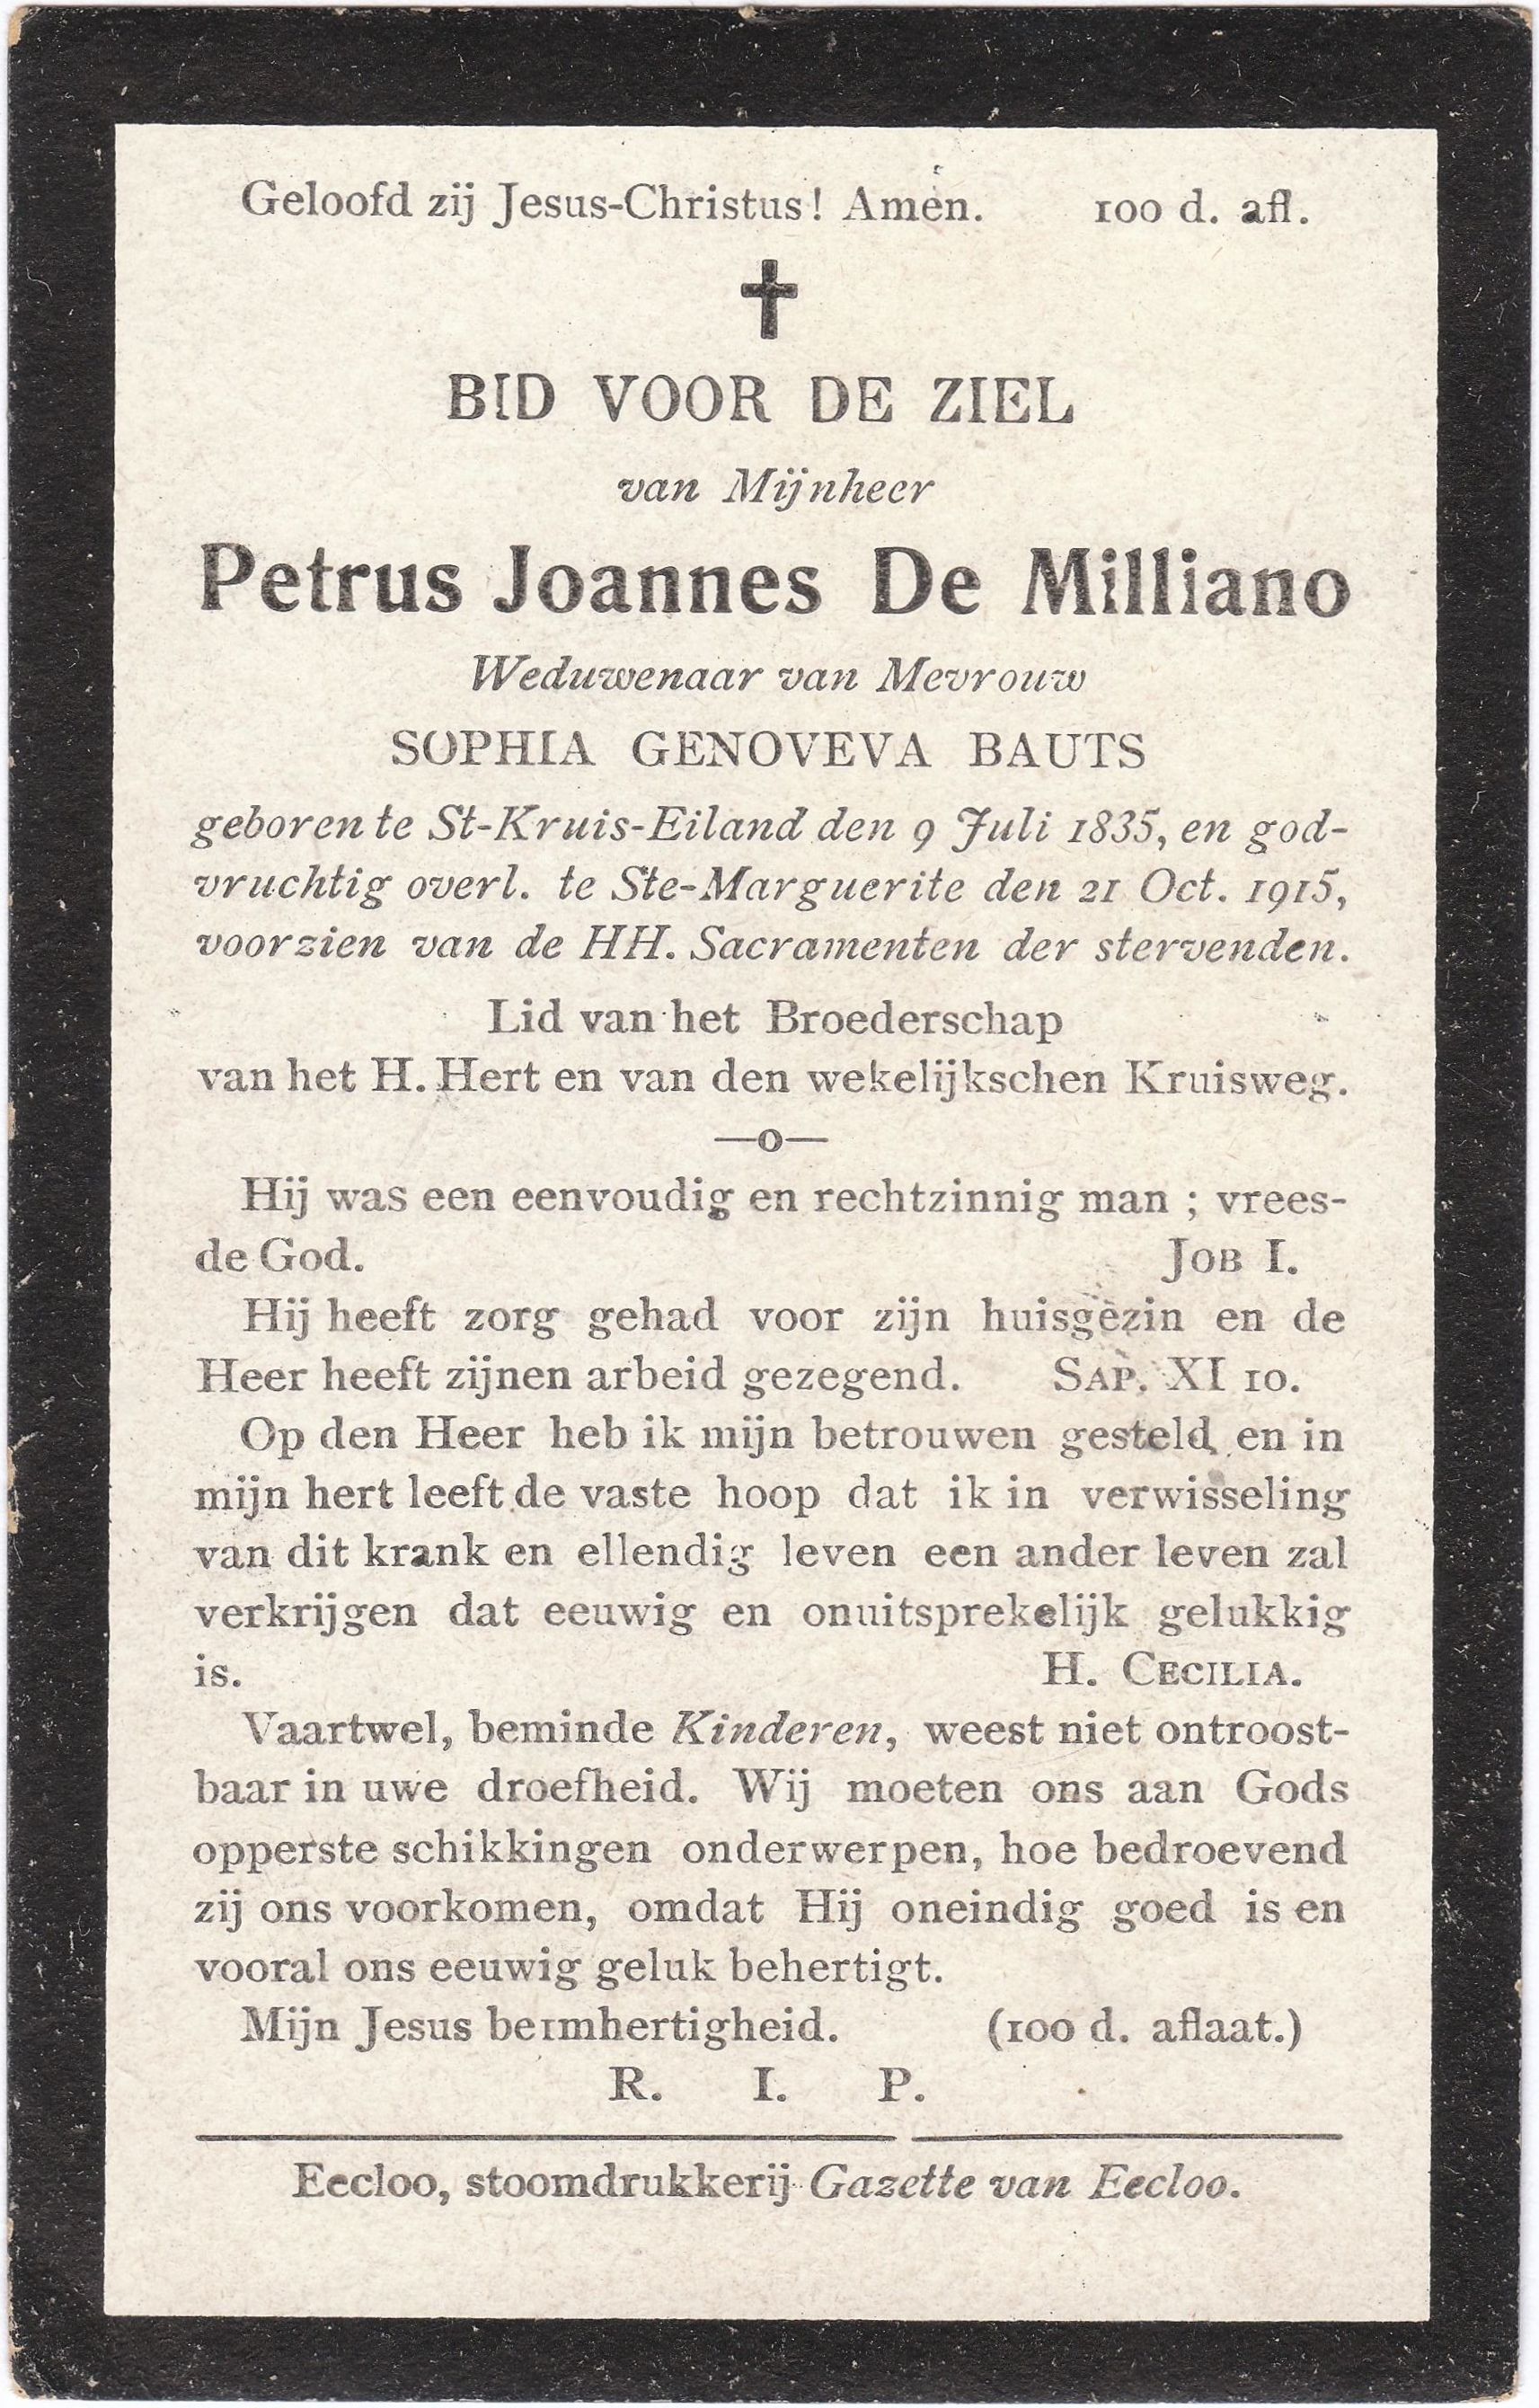 Geloofd zij Jesus-Christus! Amen. 100 d. afl.
BID VOOR DE ZIEL
van Mijnheer
Petrus Joannes De Milliano
Weduwenaar van Mevrouw
SOPHIA GENOVEVA BAUTS
geboren te St-Kruis-Eiland den 9 Juli 1835, en god-
vruchtig overl. te Ste-Marguerite den 21 Oct. 1915,
voorzien van de HH. Sacramenten der stervenden.
Lid van het Broederschap
van het H. Hert en van den wekelijkschen Kruisweg.
—o—
Hij was een eenvoudig en rechtzinnig man ; vrees-
de God. JOB I.
Hij heeft zorg gehad voor zijn huisgezin en de
Heer heeft zijnen arbeid gezegend. SAP. XI 10.
Op den Heer heb ik mijn betrouwen gesteld en in
mijn hert leeft de vaste hoop dat ik in verwisseling
van dit krank en ellendig leven een ander leven zal
verkrijgen dat eeuwig en onuitsprekelijk gelukkig
is. H. CECILIA.
Vaartwel, beminde Kinderen, weest niet ontroost-
baar in uwe droefheid. Wij moeten ons aan Gods
opperste schikkingen onderwerpen, hoe bedroevend
zij ons voorkomen, omdat Hij oneindig goed is en
vooral ons eeuwig geluk behertigt.
Mijn Jesus bermhertigheid. (100 d. aflaat.)
R. I. P.
Eecloo, stoomdrukkerij Gazette van Eecloo.